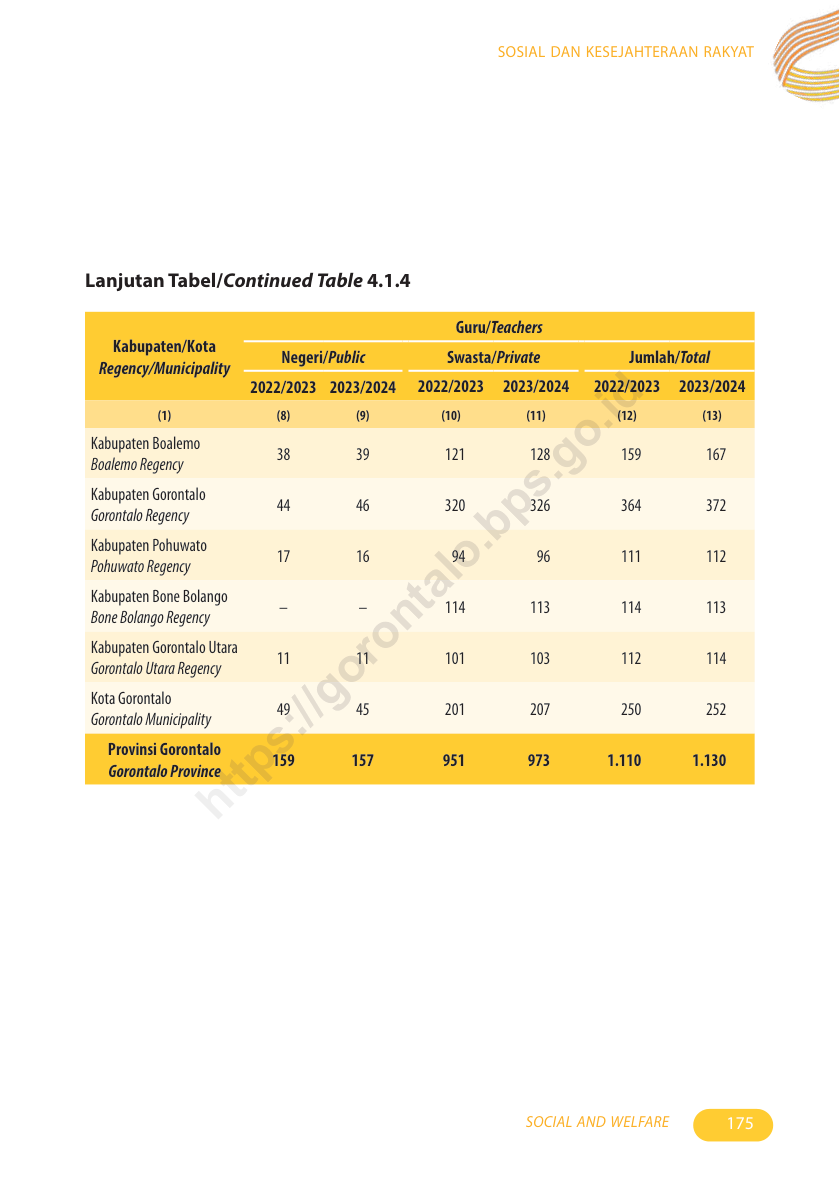 SOSIAL DAN KESEJAHTERAAN RAKYAT
Lanjutan Tabel/Continued Table 4.1.4
Kabupaten/Kota
Regency/Municipality
Guru/Teachers
Negeri/Public Swasta/Private Jumlah/Total
2022/2023 2023/2024 2022/2023 2023/2024 2022/2023 2023/2024
(1) (8) (9) (10) (11) (12) (13)
Kabupaten Boalemo
Boalemo Regency
38 39 121 128 159 167
Kabupaten Gorontalo
Gorontalo Regency
44 46 320 326 364 372
Kabupaten Pohuwato
Pohuwato Regency
17 16 94 96 111 112
Kabupaten Bone Bolango
Bone Bolango Regency
– – 114 113 114 113
Kabupaten Gorontalo Utara
Gorontalo Utara Regency
11 11 101 103 112 114
Kota Gorontalo
Gorontalo Municipality
49 45 201 207 250 252
Provinsi Gorontalo
Gorontalo Province
159 157 951 973 1.110 1.130
https://gorontalo.bps.go.id
SOCIAL AND WELFARE 175